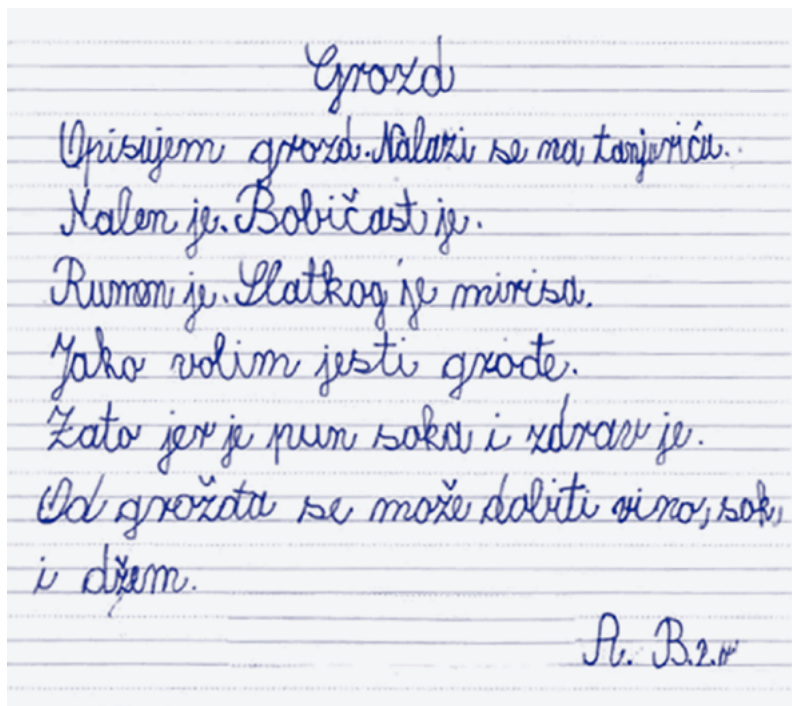 Grozd
Opisujem grozd. Nalazi se na tanjuriću.
Malen je. Bobičast je.
Rumen je. Slatkog je mirisa.
Jako volim jesti grođe.
Zato jer je pun soka i zdrav je.
Od grožđa se može dobiti vino, sok,
i džem.
A. B. 2.